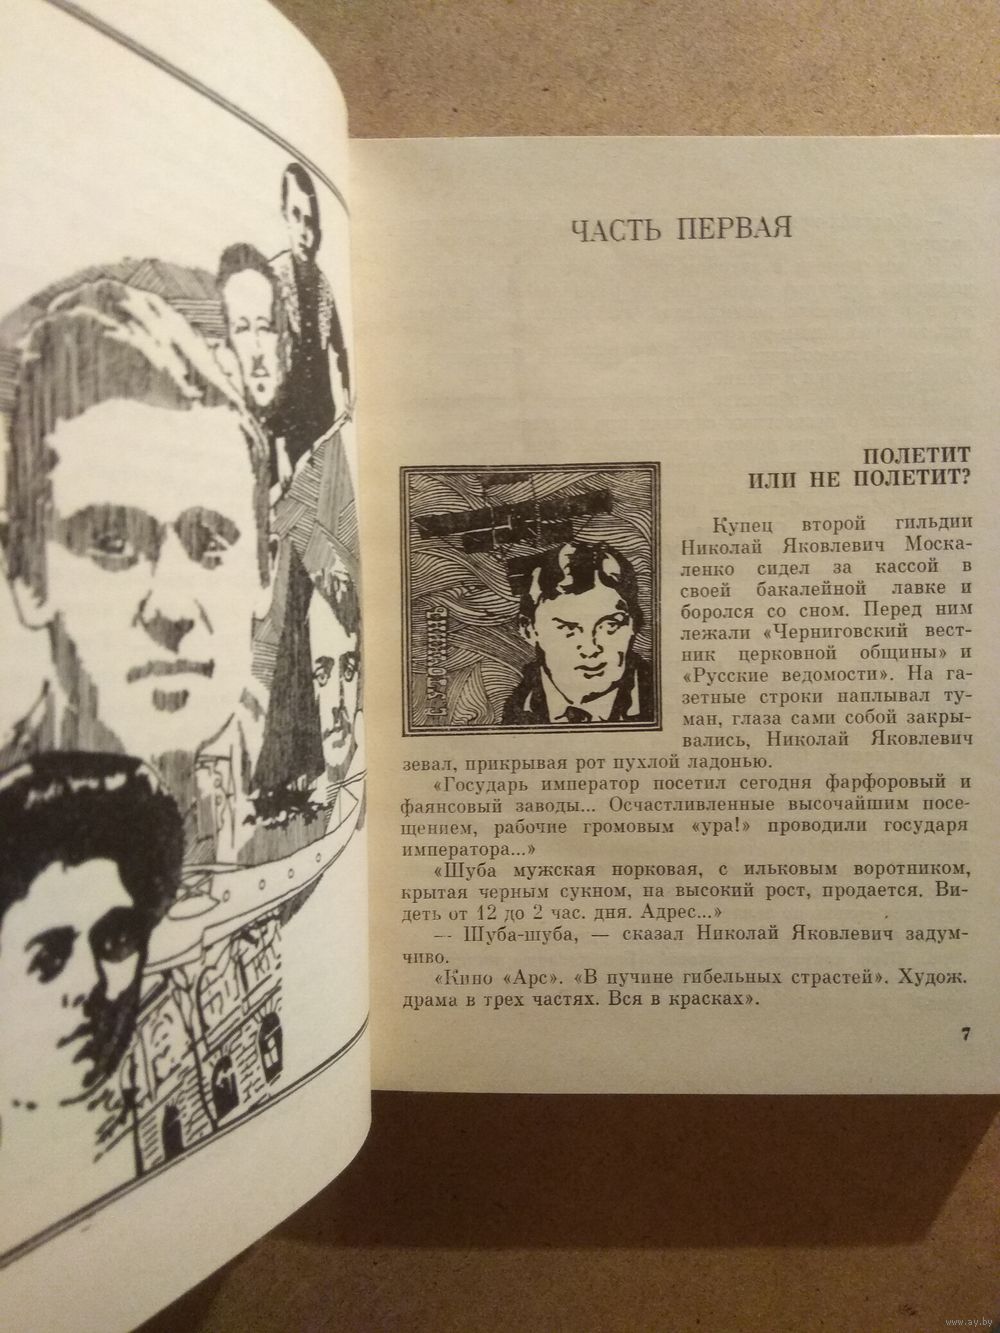 ЧАСТЬ ПЕРВАЯ
ПОЛЕТИТ
ИЛИ НЕ ПОЛЕТИТ?
С. УТОЧКИНЪ
Купец второй гильдии
Николай Яковлевич Моска-
ленко сидел за кассой в
своей бакалейной лавке и
боролся со сном. Перед ним
лежали «Черниговский вест-
ник церковной общины» и
«Русские ведомости». На га-
зетные строки наплывал ту-
ман, глаза сами собой закры-
вались, Николай Яковлевич
зевал, прикрывая рот пухлой ладонью.
«Государь император посетил сегодня фарфоровый и
фаянсовый заводы... Осчастливленные высочайшим посе-
щением, рабочие громовым «ура!» проводили государя
императора...»
«Шуба мужская норковая, с ильковым воротником,
крытая черным сукном, на высокий рост, продается. Ви-
деть от 12 до 2 час. дня. Адрес...»
— Шуба-шуба, — сказал Николай Яковлевич задум-
чиво.
«Кино «Арс». «В пучине гибельных страстей». Худож.
драма в трех частях. Вся в красках».
7
www.ay.by